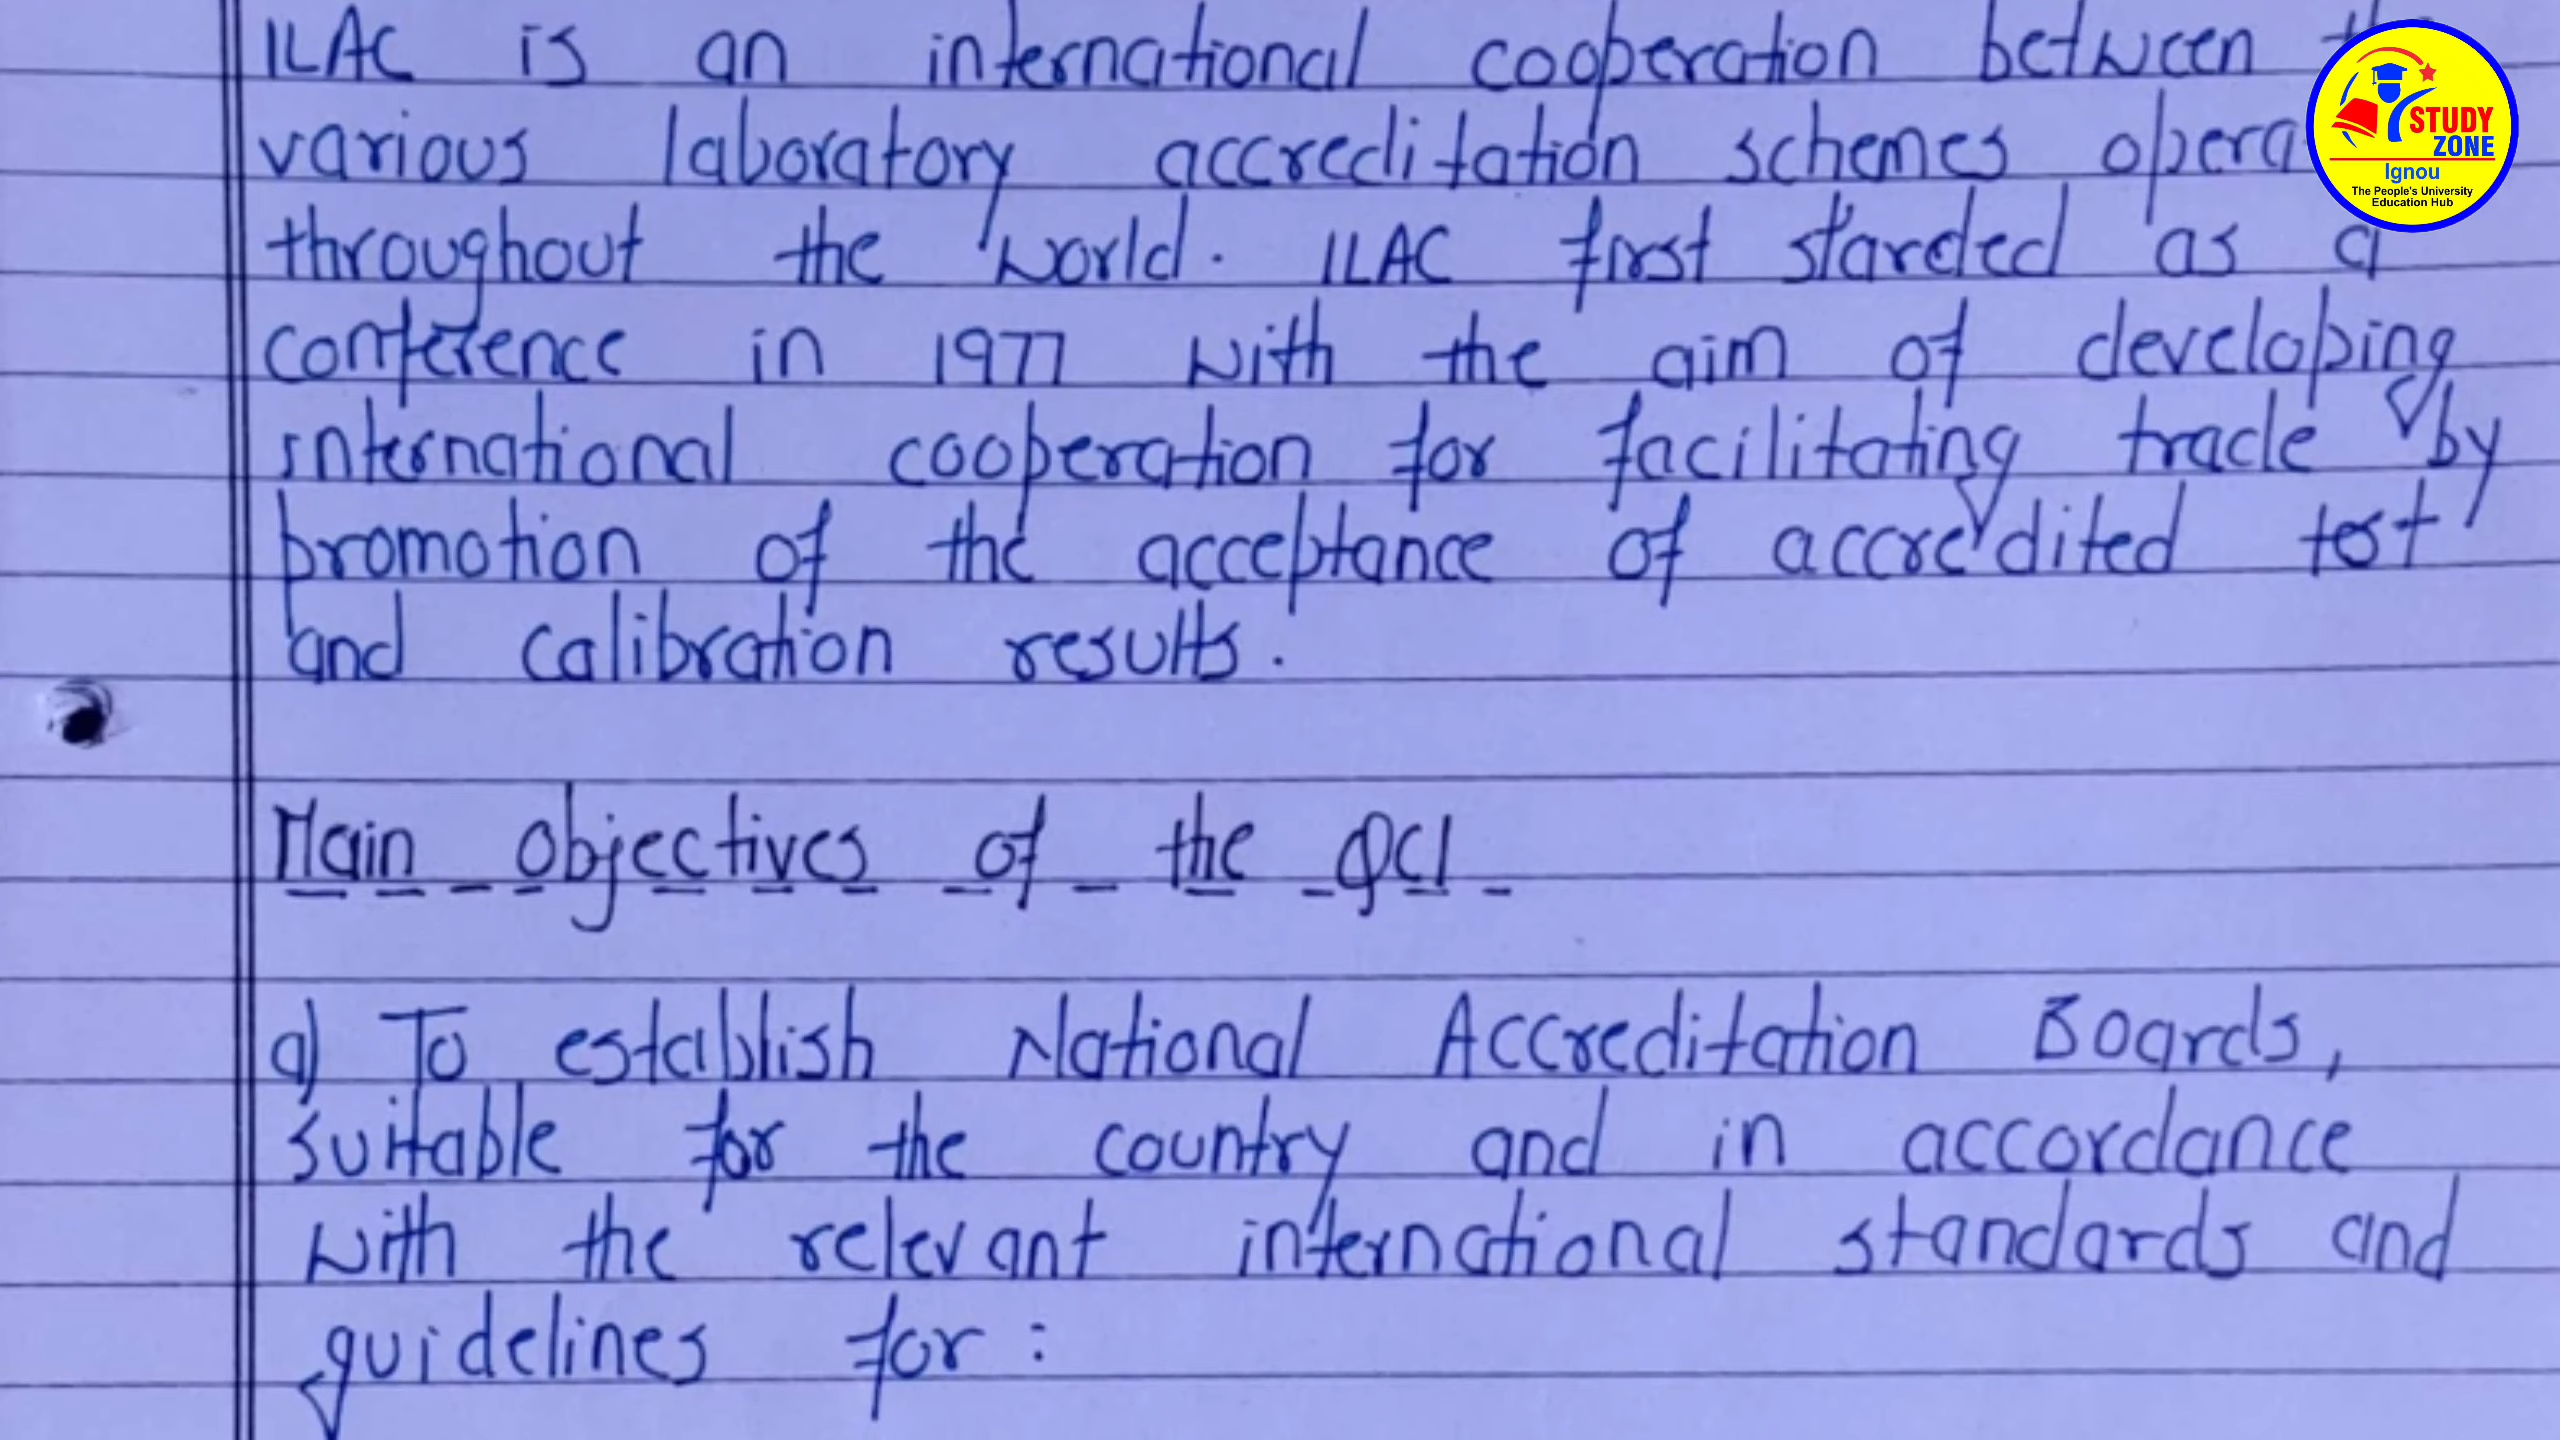 ILAC is an international cooperation between
various laboratory accreditation schemes opera
throughout the world. ILAC first starded as a
conference in 1977 with the aim of developing
international cooperation for facilitating trade by
promotion of the acceptance of accredited test
and calibration results.
Main objectives of the QCI
a) To establish National Accreditation Boards,
suitable for the country and in accordance
with the relevant international standards and
guidelines for:
STUDY
ZONE
Ignou
The People's University
Education Hub